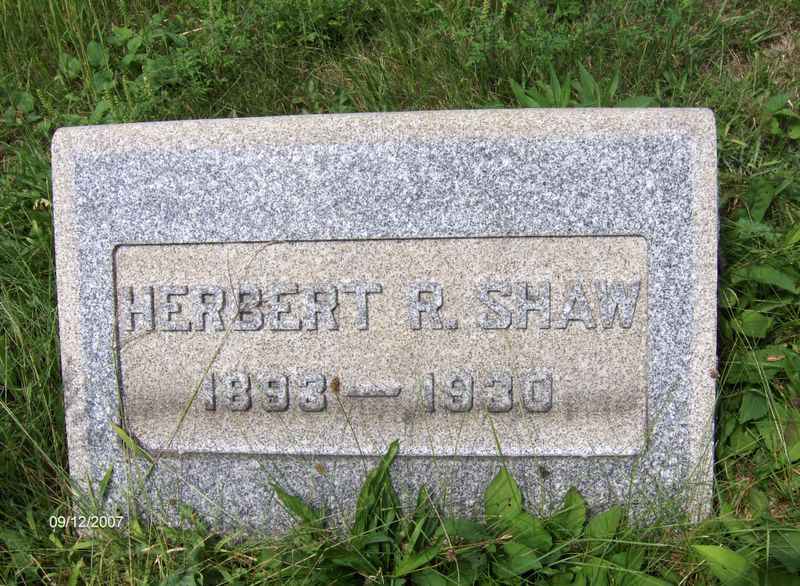 HERBERT R. SHAW
1893 — 1930
09/12/2007